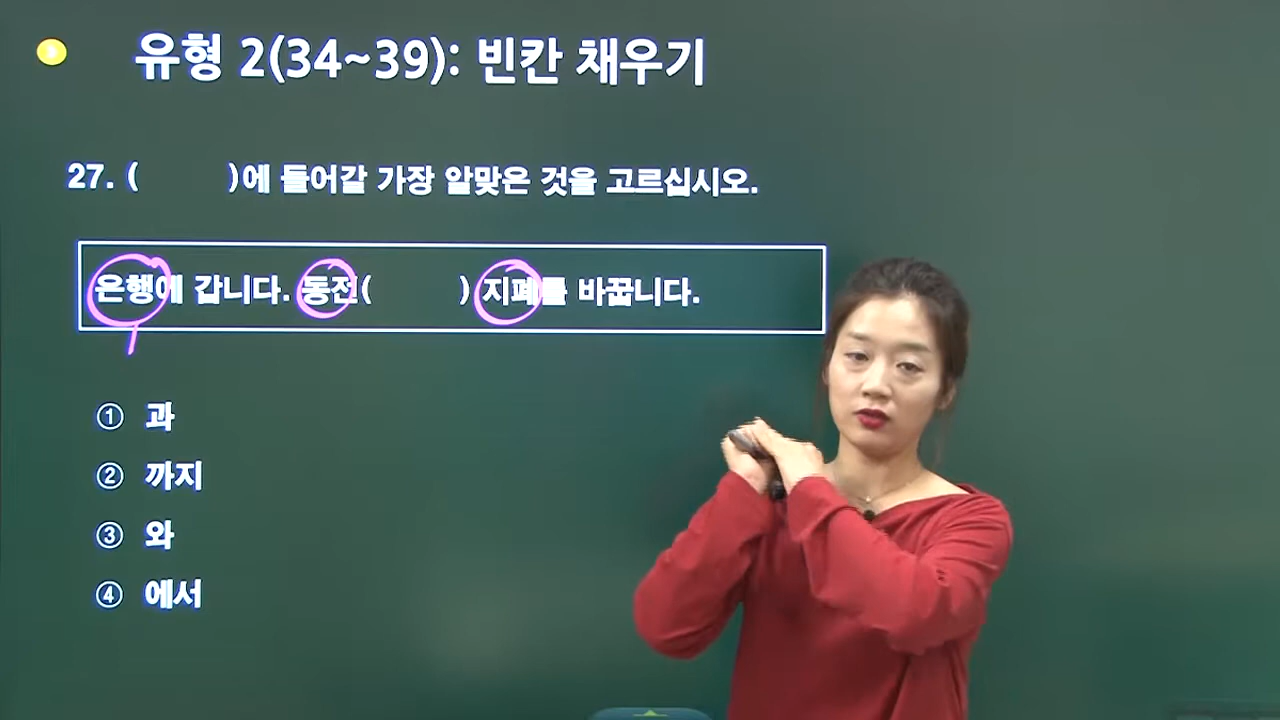 유형 2(34~39): 빈칸 채우기
27. (          )에 들어갈 가장 알맞은 것을 고르십시오.
은행에 갑니다. 동전(          ) 지폐를 바꿉니다.
① 과
② 까지
③ 와
④ 에서